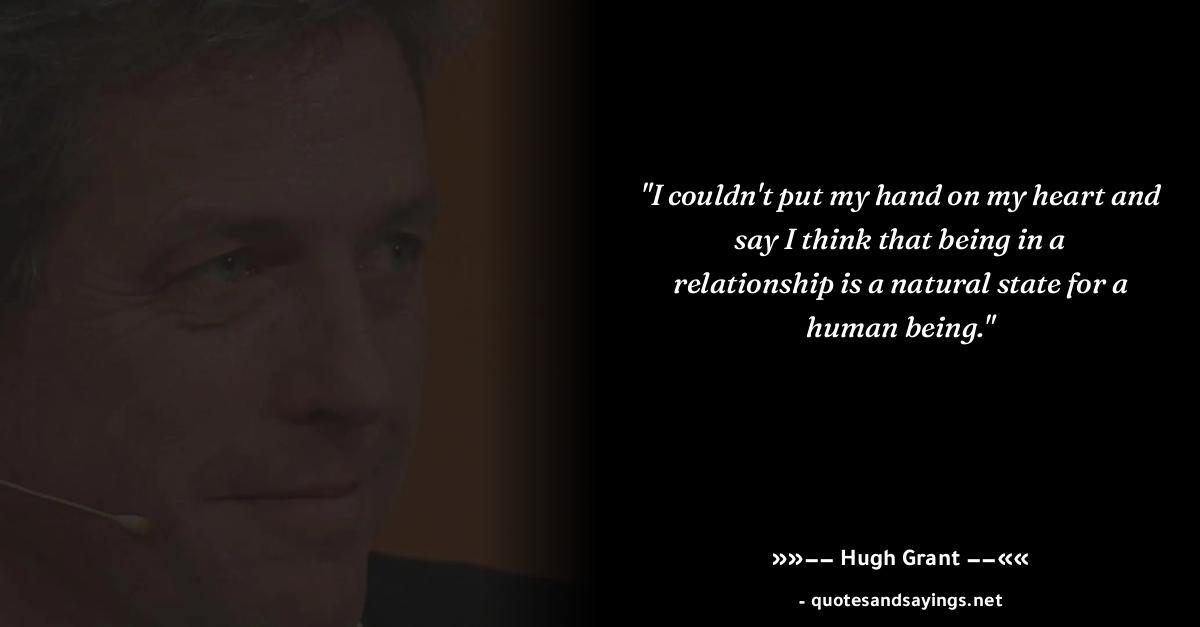 "I couldn't put my hand on my heart and
say I think that being in a
relationship is a natural state for a
human being."
»»−− Hugh Grant −−««
- quotesandsayings.net